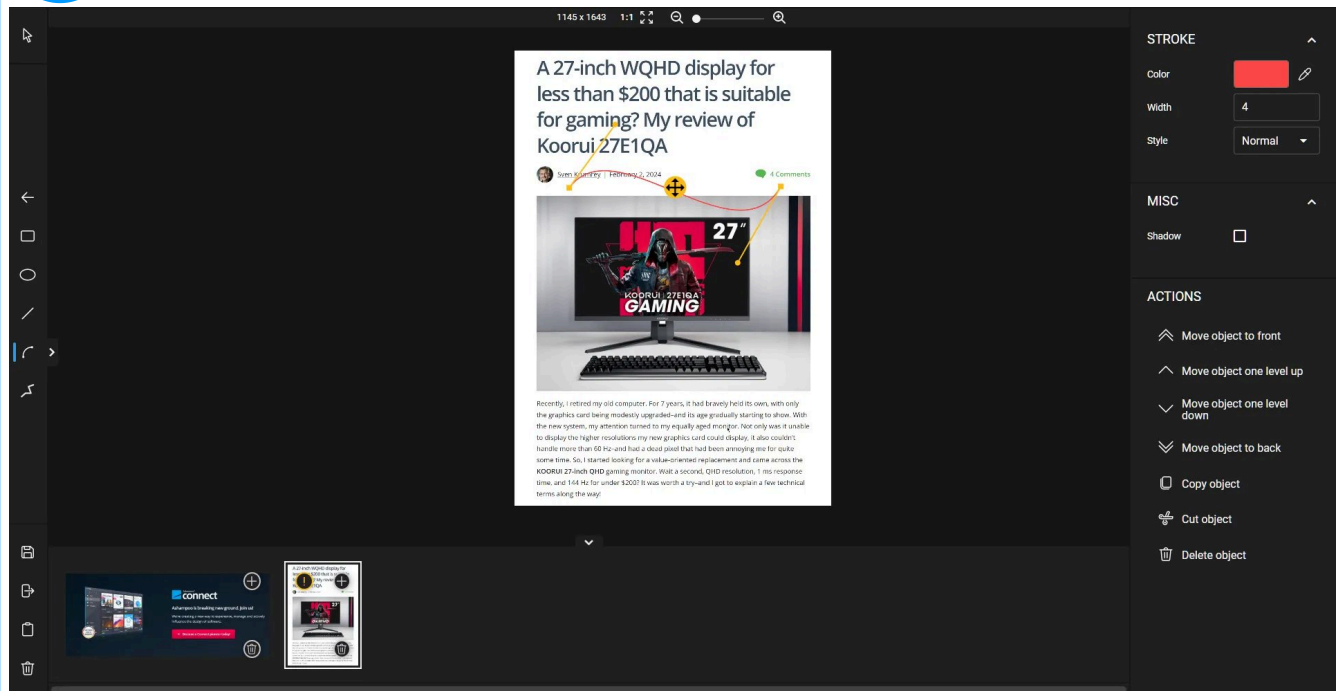 1145 x 1643 1:1
A 27-inch WQHD display for
less than $200 that is suitable
for gaming? My review of
Koorui 27E1QA
Sven Krumrey | February 2, 2024 4 Comments
27"
KOORUI 27E1QA
GAMING
Recently, I retired my old computer. For 7 years, it had bravely held its own, with only
the graphics card being modestly upgraded–and its age gradually starting to show. With
the new system, my attention turned to my equally aged monitor. Not only was it unable
to display the higher resolutions my new graphics card could display, it also couldn't
handle more than 60 Hz–and had a dead pixel that had been annoying me for quite
some time. So, I started looking for a value-oriented replacement and came across the
KOORUI 27-inch QHD gaming monitor. Wait a second, QHD resolution, 1 ms response
time, and 144 Hz for under $200? It was worth a try–and I got to explain a few technical
terms along the way!
STROKE
Color
Width 4
Style Normal
MISC
Shadow
ACTIONS
Move object to front
Move object one level up
Move object one level
down
Move object to back
Copy object
Cut object
Delete object
connect
Ashampoo is breaking new ground. Join us!
A 27-inch WQHD display for
27"
GAMING